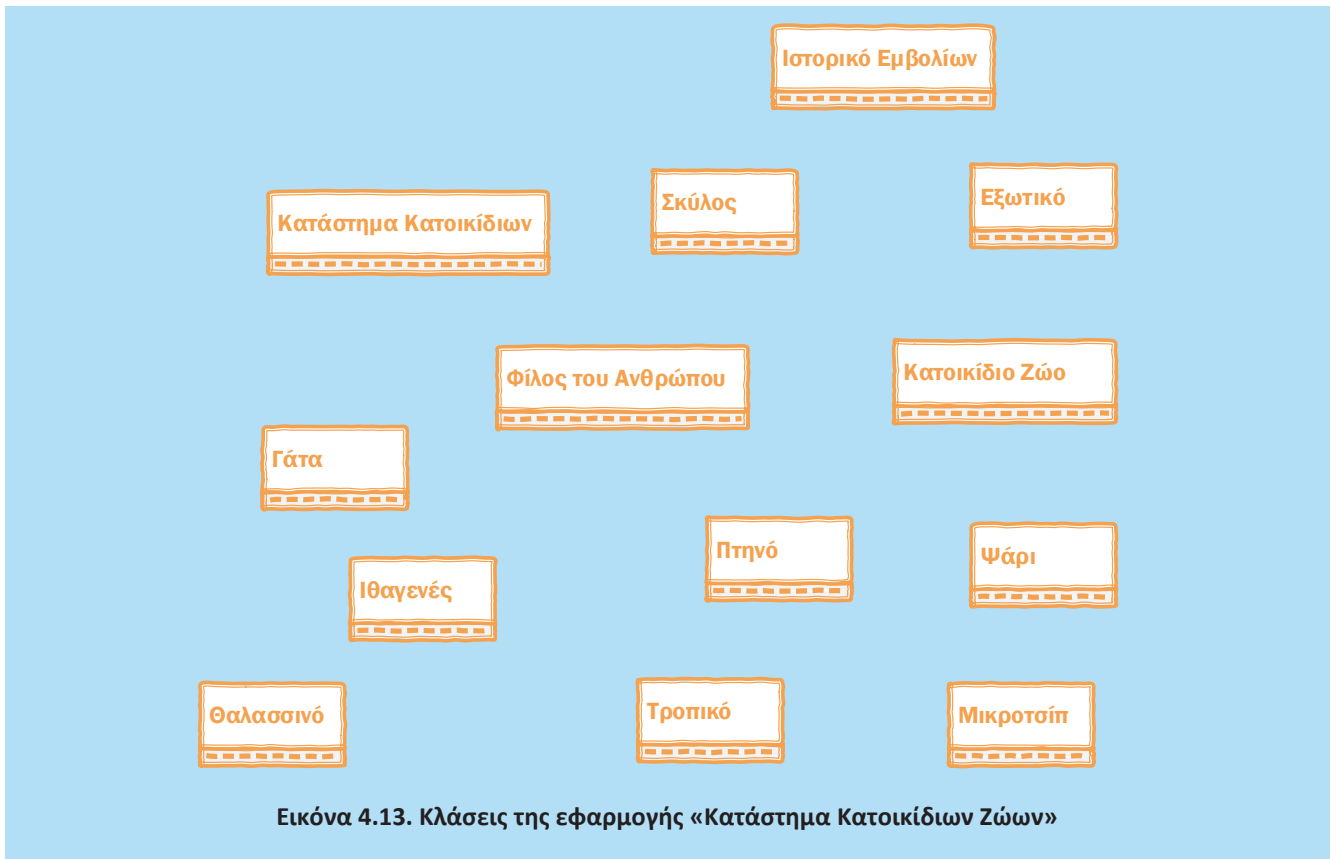 Ιστορικό Εμβολίων
Σκύλος
Εξωτικό
Κατάστημα Κατοικίδιων
Φίλος του Ανθρώπου
Κατοικίδιο Ζώο
Γάτα
Πτηνό
Ψάρι
Ιθαγενές
Θαλασσινό
Τροπικό
Μικροτσίπ
Εικόνα 4.13. Κλάσεις της εφαρμογής «Κατάστημα Κατοικίδιων Ζώων»